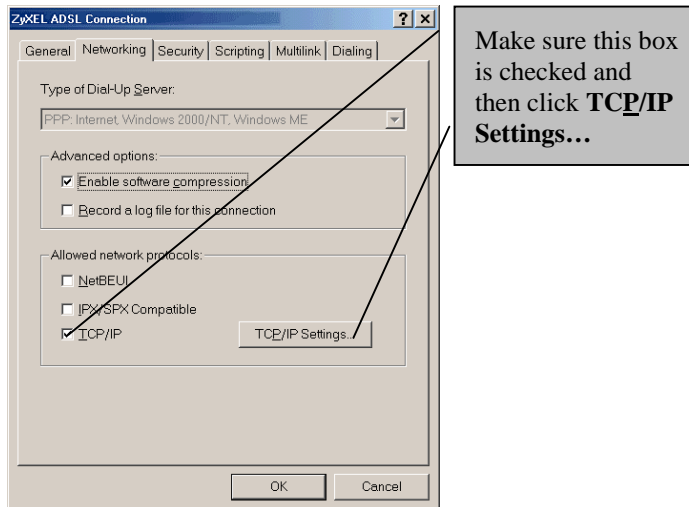 ZyXEL ADSL Connection
General Networking Security Scripting Multilink Dialing
Type of Dial-Up Server:
PPP: Internet, Windows 2000/NT, Windows ME
Advanced options:
Enable software compression
Record a log file for this connection
Allowed network protocols:
NetBEUI
IPX/SPX Compatible
TCP/IP
TCP/IP Settings...
OK Cancel
Make sure this box
is checked and
then click TCP/IP
Settings…